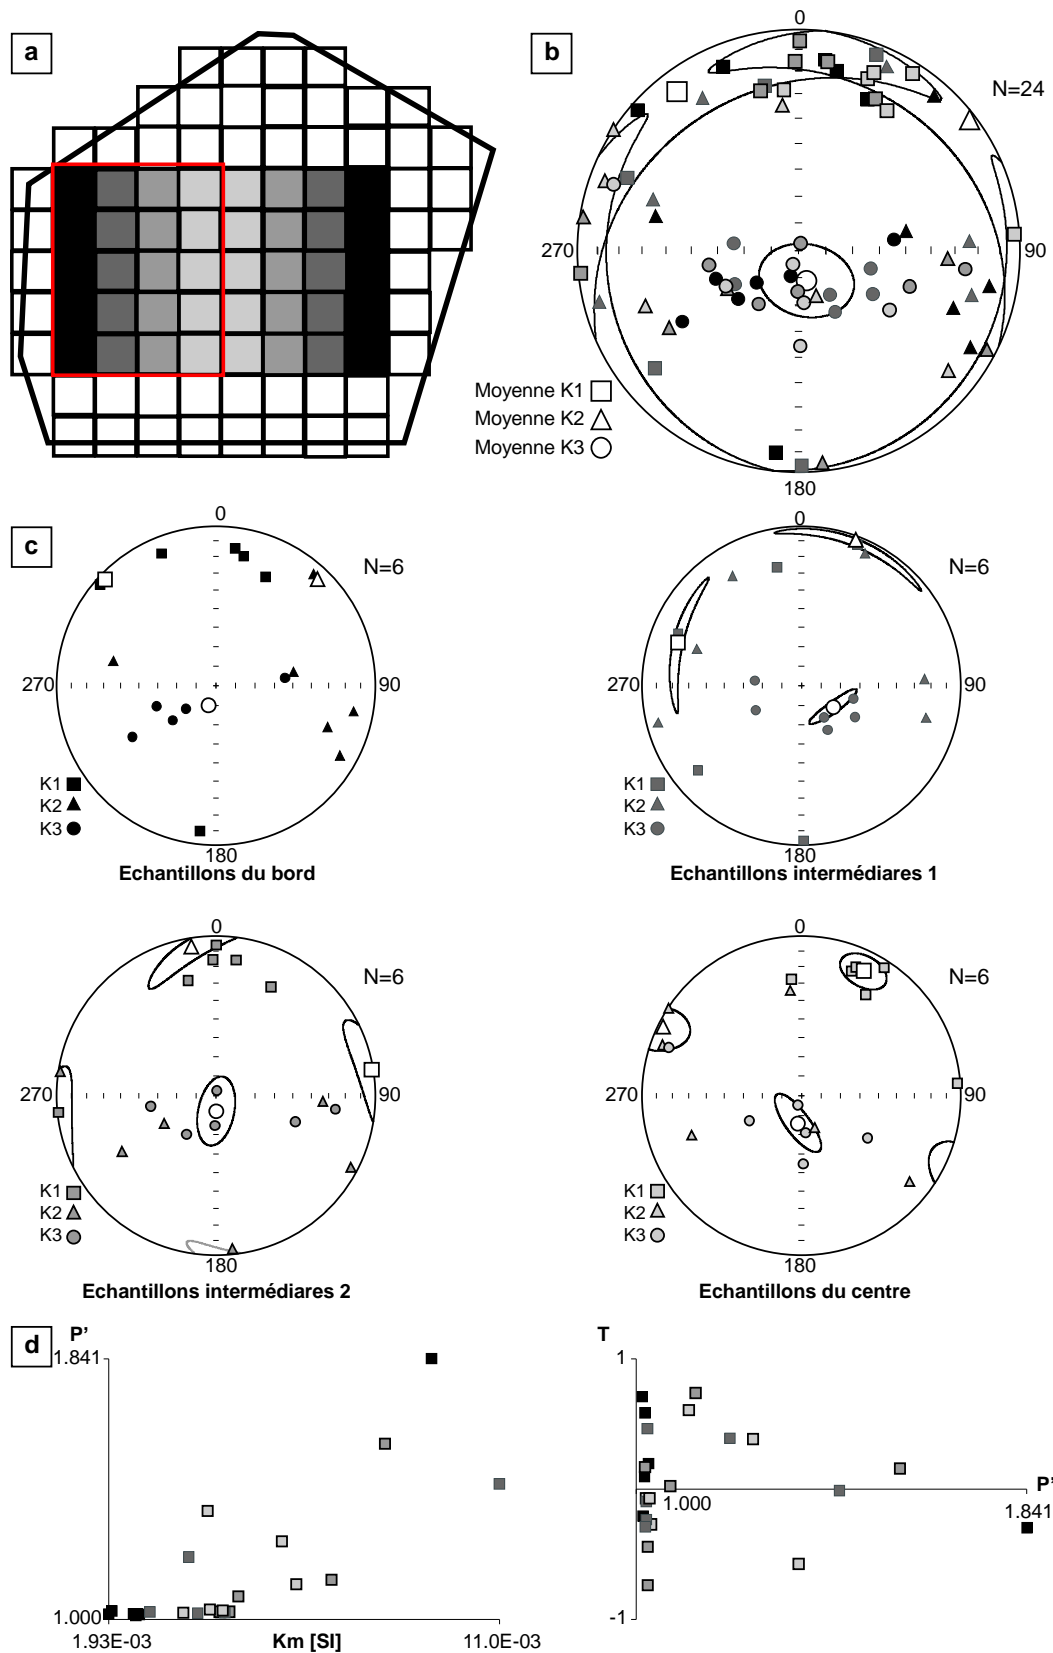 a
b
0
N=24
270
90
Moyenne K1
Moyenne K2
Moyenne K3
180
c
0
N=6
270
90
K1
K2
K3
180
Echantillons du bord
0
N=6
270
90
K1
K2
K3
180
Echantillons intermédiares 1
0
N=6
270
90
K1
K2
K3
180
Echantillons intermédiares 2
0
N=6
270
90
K1
K2
K3
180
Echantillons du centre
d
P’
1.841
1.000
1.93E-03
Km [SI]
11.0E-03
T
1
1.000
P’
1.841
-1